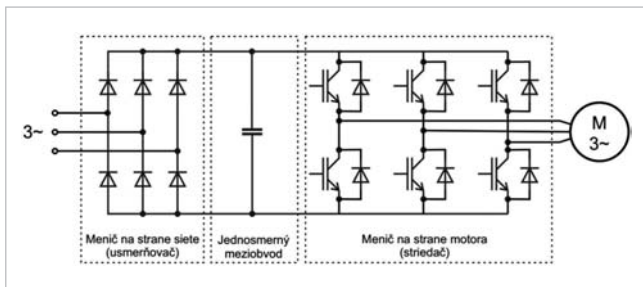 3~
M
3~
Menič na strane siete
(usmerňovač)
Jednosmerný
meziobvod
Menič na strane motora
(striedač)